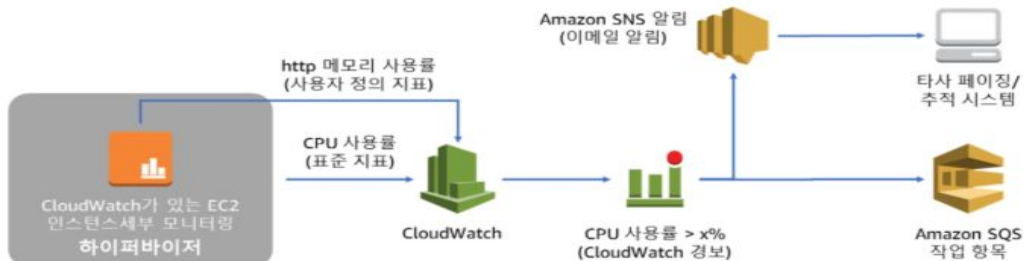 Amazon SNS 알림
(이메일 알림)
http 메모리 사용률
(사용자 정의 지표)
타사 페이징/
추적 시스템
CPU 사용률
(표준 지표)
CloudWatch가 있는 EC2
인스턴스세부 모니터링
하이퍼바이저
CloudWatch
CPU 사용률 > x%
(CloudWatch 경보)
Amazon SQS
작업 항목